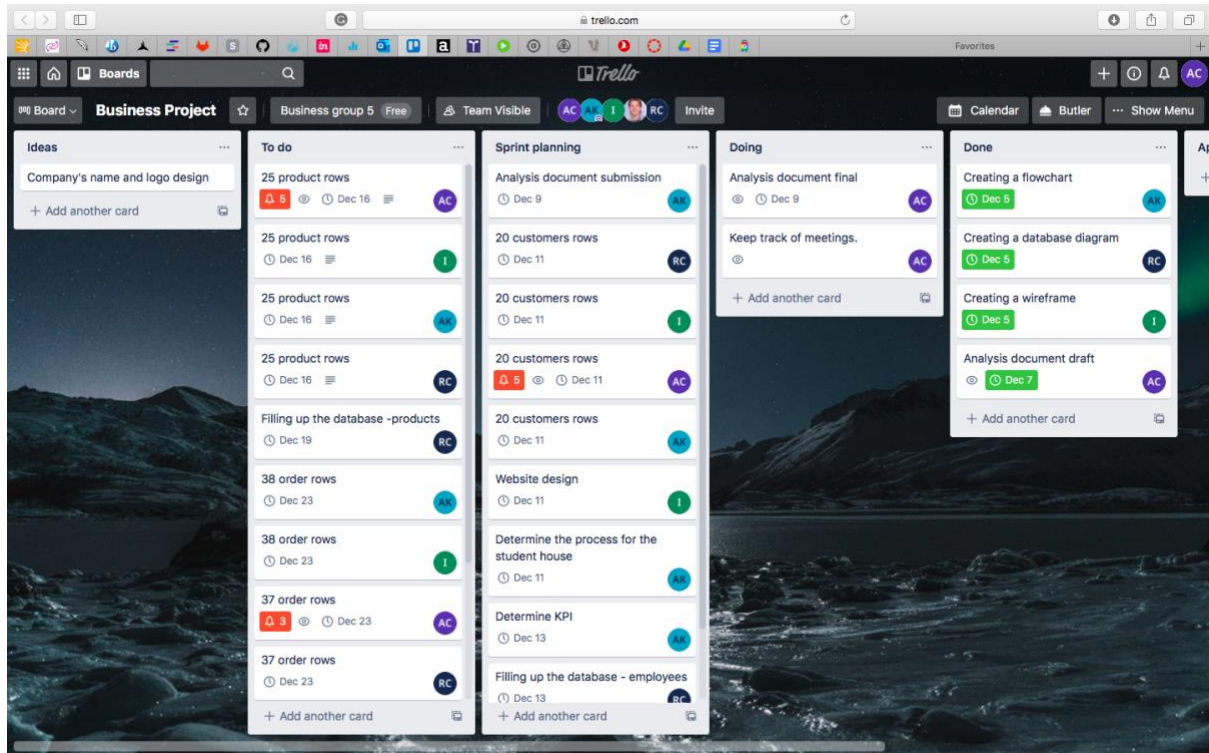 trello.com
Favorites
Boards
Trello
AC
Board
Business Project
Business group 5 Free
Team Visible
AC AK I RC
Invite
Calendar
Butler
Show Menu
Ideas
Company's name and logo design
+ Add another card
To do
25 product rows
5 Dec 16
AC
25 product rows
Dec 16
I
25 product rows
Dec 16
AK
25 product rows
Dec 16
RC
Filling up the database -products
Dec 19
RC
38 order rows
Dec 23
AK
38 order rows
Dec 23
I
37 order rows
3 Dec 23
AC
37 order rows
Dec 23
RC
+ Add another card
Sprint planning
Analysis document submission
Dec 9
AK
20 customers rows
Dec 11
RC
20 customers rows
Dec 11
I
20 customers rows
5 Dec 11
AC
20 customers rows
Dec 11
AK
Website design
Dec 11
I
Determine the process for the
student house
Dec 11
AK
Determine KPI
Dec 13
AK
Filling up the database - employees
Dec 13
RC
+ Add another card
Doing
Analysis document final
Dec 9
AC
Keep track of meetings.
AC
+ Add another card
Done
Creating a flowchart
Dec 5
AK
Creating a database diagram
Dec 5
RC
Creating a wireframe
Dec 5
I
Analysis document draft
Dec 7
AC
+ Add another card